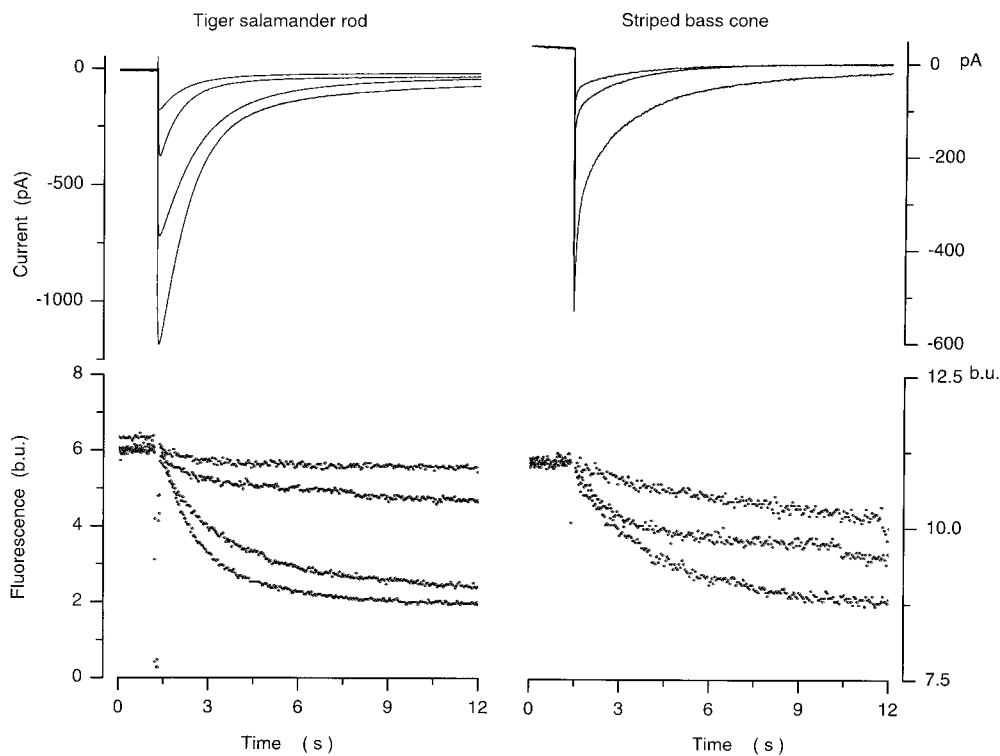 Tiger salamander rod
Striped bass cone
0
-500
-1000
Current (pA)
0 pA
-200
-400
-600
8
6
4
2
0
Fluorescence (b.u.)
12.5 b.u.
10.0
7.5
0 3 6 9 12
0 3 6 9 12
Time (s)
Time (s)